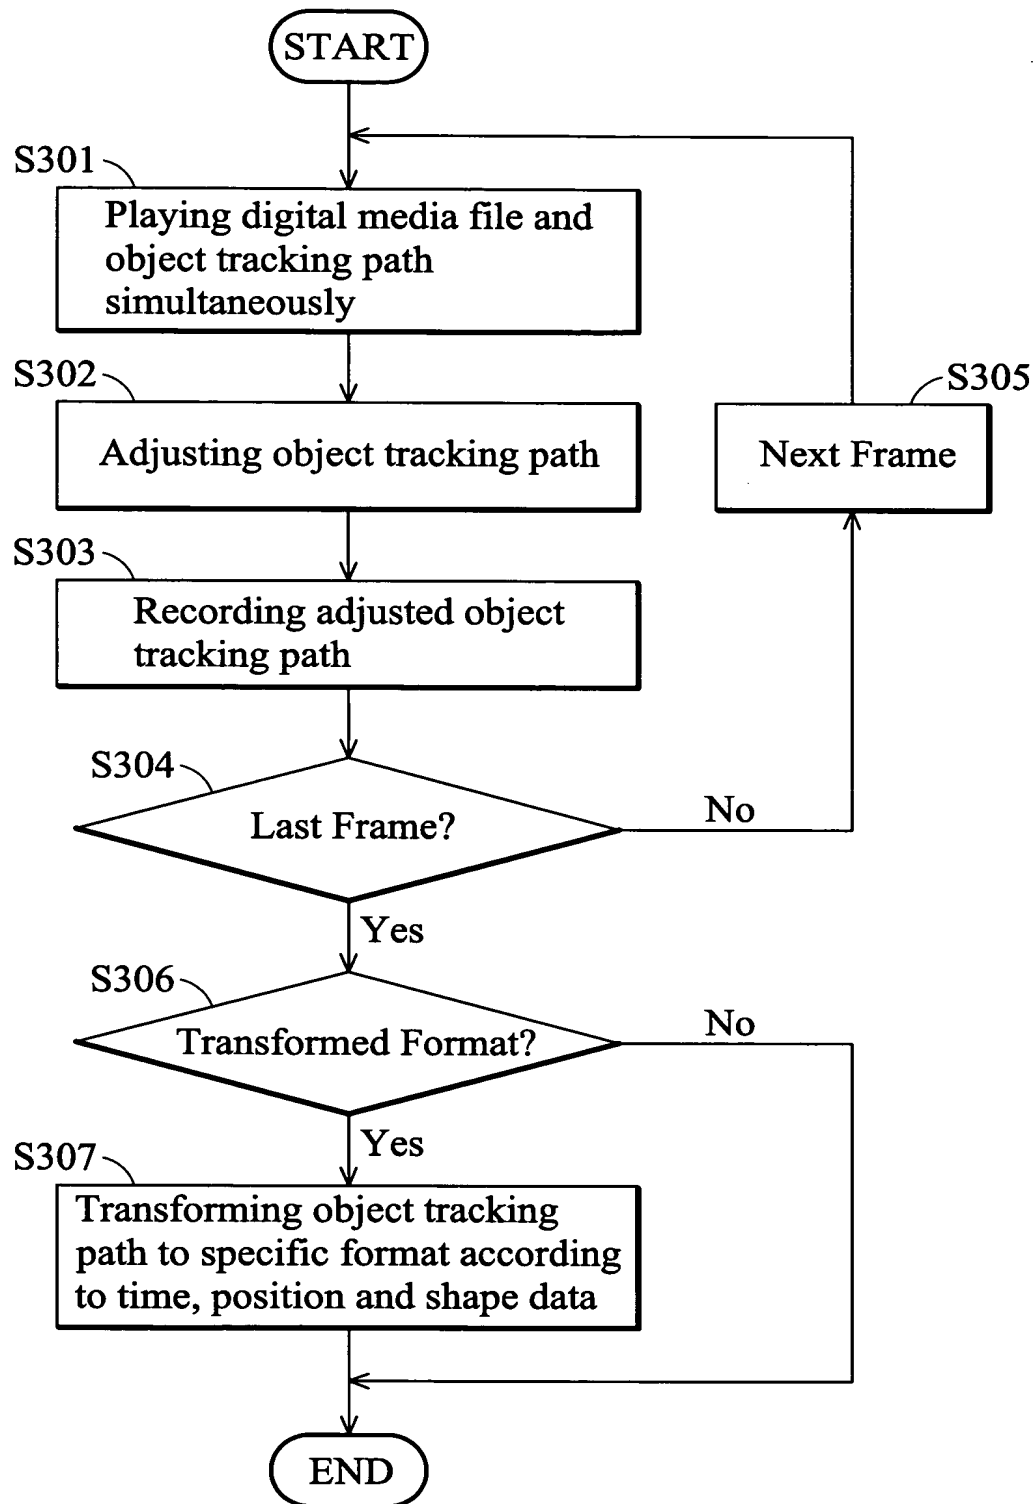 START
S301
Playing digital media file and
object tracking path
simultaneously
S302
Adjusting object tracking path
S305
Next Frame
S303
Recording adjusted object
tracking path
S304
Last Frame?
No
Yes
S306
Transformed Format?
No
Yes
S307
Transforming object tracking
path to specific format according
to time, position and shape data
END